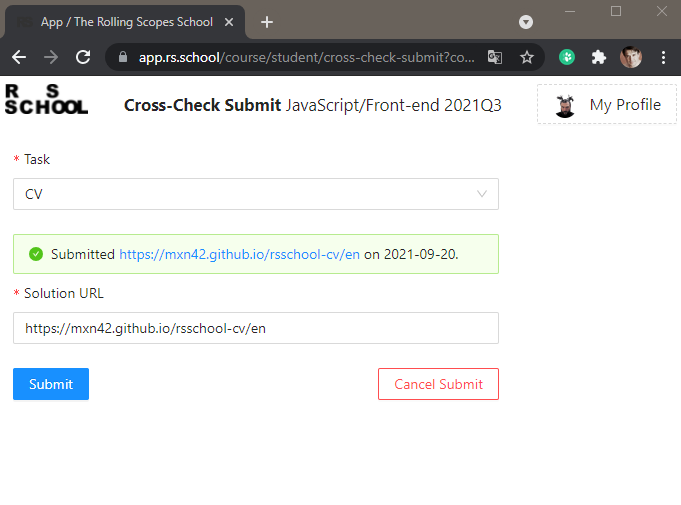 App / The Rolling Scopes School
app.rs.school/course/student/cross-check-submit?co...
R S
SCHOOL
Cross-Check Submit JavaScript/Front-end 2021Q3
My Profile
* Task
CV
Submitted https://mxn42.github.io/rsschool-cv/en on 2021-09-20.
* Solution URL
https://mxn42.github.io/rsschool-cv/en
Submit
Cancel Submit